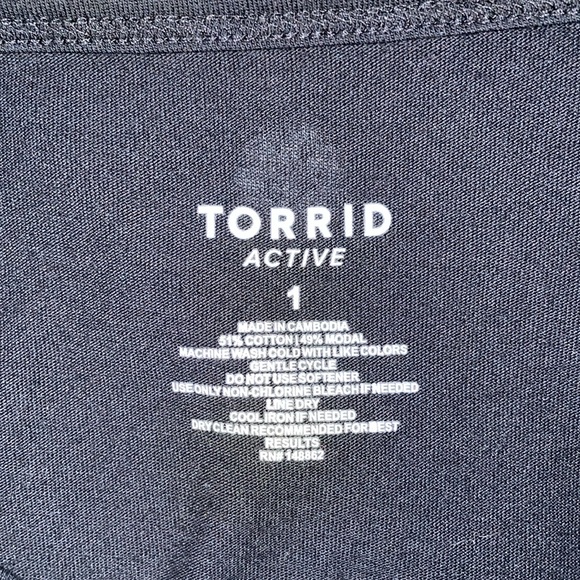 TORRID
ACTIVE
1
MADE IN CAMBODIA
51% COTTON | 49% MODAL
MACHINE WASH COLD WITH LIKE COLORS
GENTLE CYCLE
DO NOT USE SOFTENER
USE ONLY NON-CHLORINE BLEACH IF NEEDED
LINE DRY
COOL IRON IF NEEDED
DRY CLEAN RECOMMENDED FOR BEST
RESULTS
RN# 148862